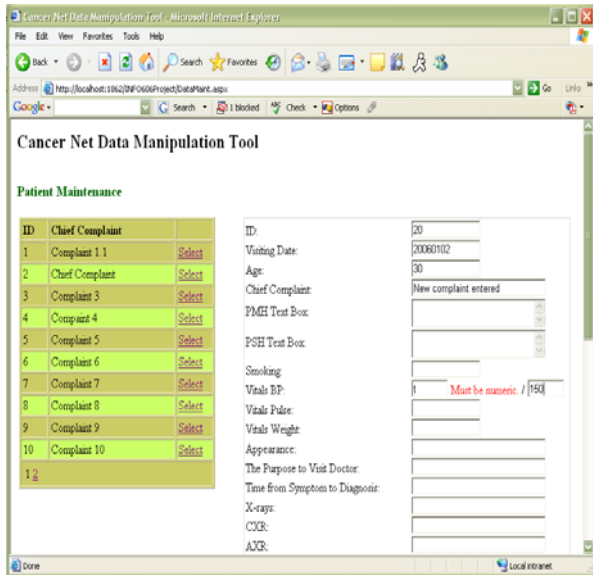 Cancer Net Data Manipulation Tool - Microsoft Internet Explorer
File Edit View Favorites Tools Help
Back Search Favorites
Address http://localhost:1062/INFO606Project/DataMaint.aspx Go Links »
Google Search 1 blocked Check Options
Cancer Net Data Manipulation Tool
Patient Maintenance
ID Chief Complaint
1 Complaint 1.1 Select
2 Chief Complaint Select
3 Complaint 3 Select
4 Compaint 4 Select
5 Complaint 5 Select
6 Complaint 6 Select
7 Complaint 7 Select
8 Complaint 8 Select
9 Complaint 9 Select
10 Complaint 10 Select
1 2
ID: 20
Visiting Date: 20060102
Age: 30
Chief Complaint: New complaint entered
PMH Text Box:
PSH Text Box:
Smoking:
Vitals BP: t Must be numeric. / 150
Vitals Pulse:
Vitals Weight:
Appearance:
The Purpose to Visit Doctor:
Time from Symptom to Diagnosis:
X-rays:
CXR:
AXR:
Done Local intranet